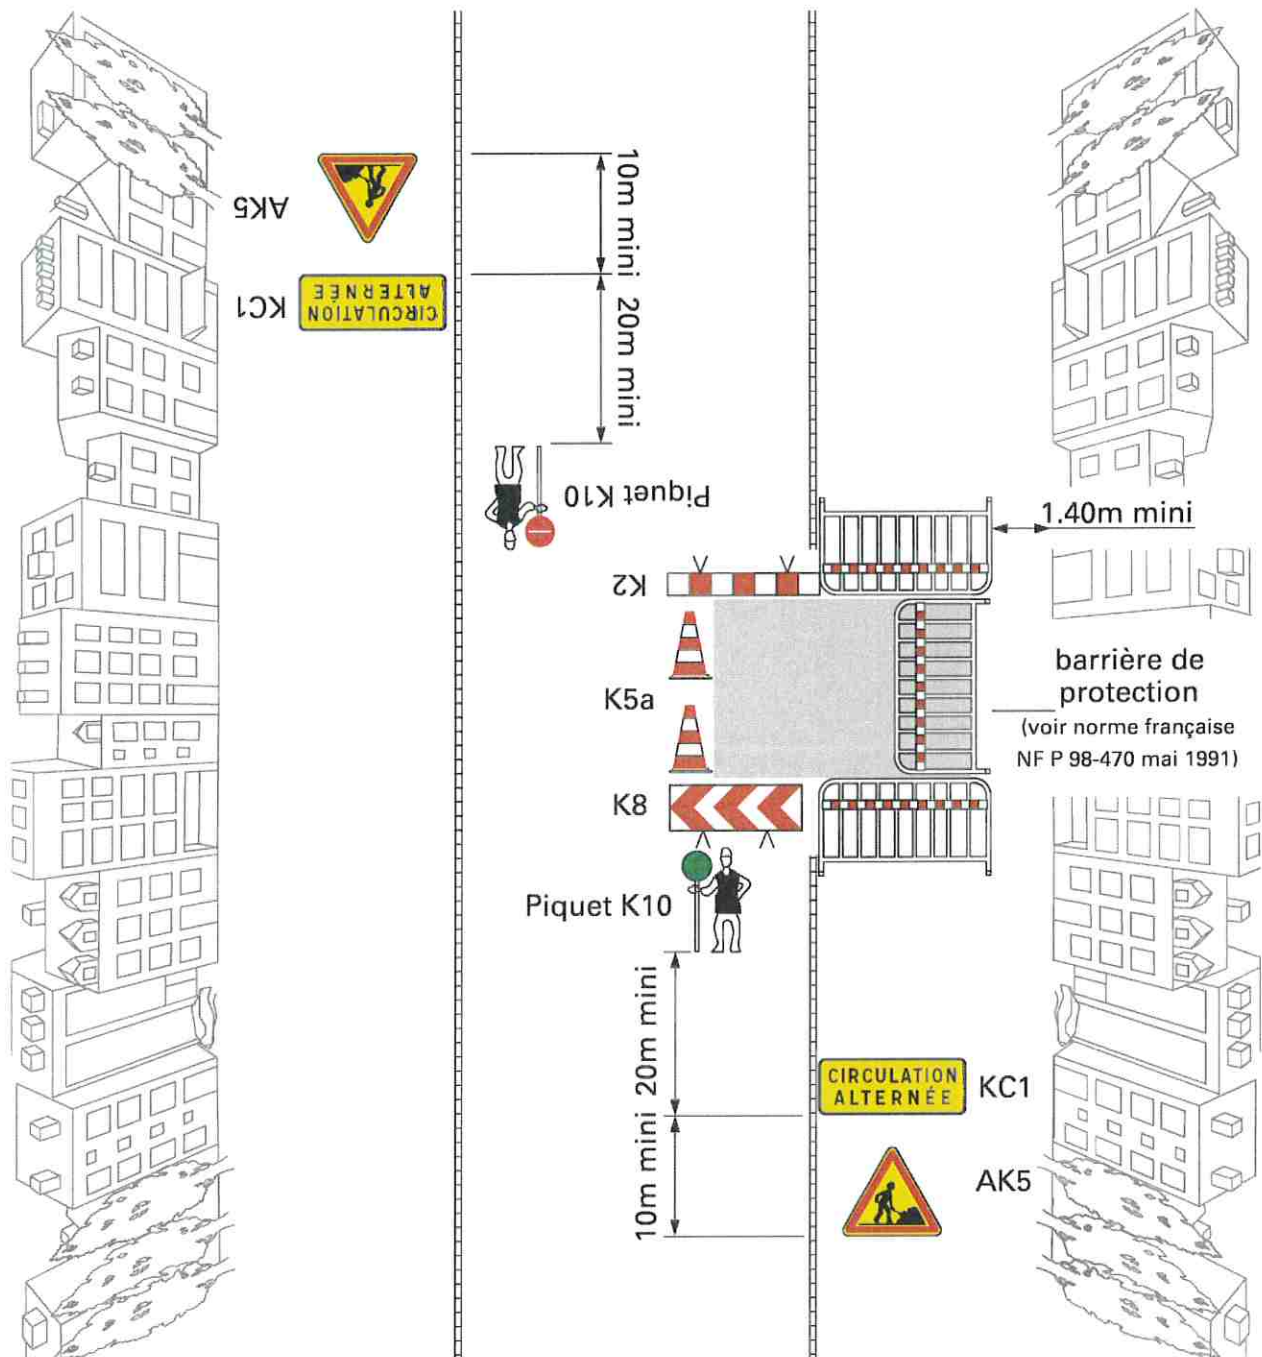 10m mini
AK5
KC1
CIRCULATION
ALTERNÉE
20m mini
Piquet K10
1.40m mini
K2
barrière de
protection
(voir norme française
NF P 98-470 mai 1991)
K5a
K8
Piquet K10
20m mini
CIRCULATION
ALTERNÉE
KC1
10m mini
AK5